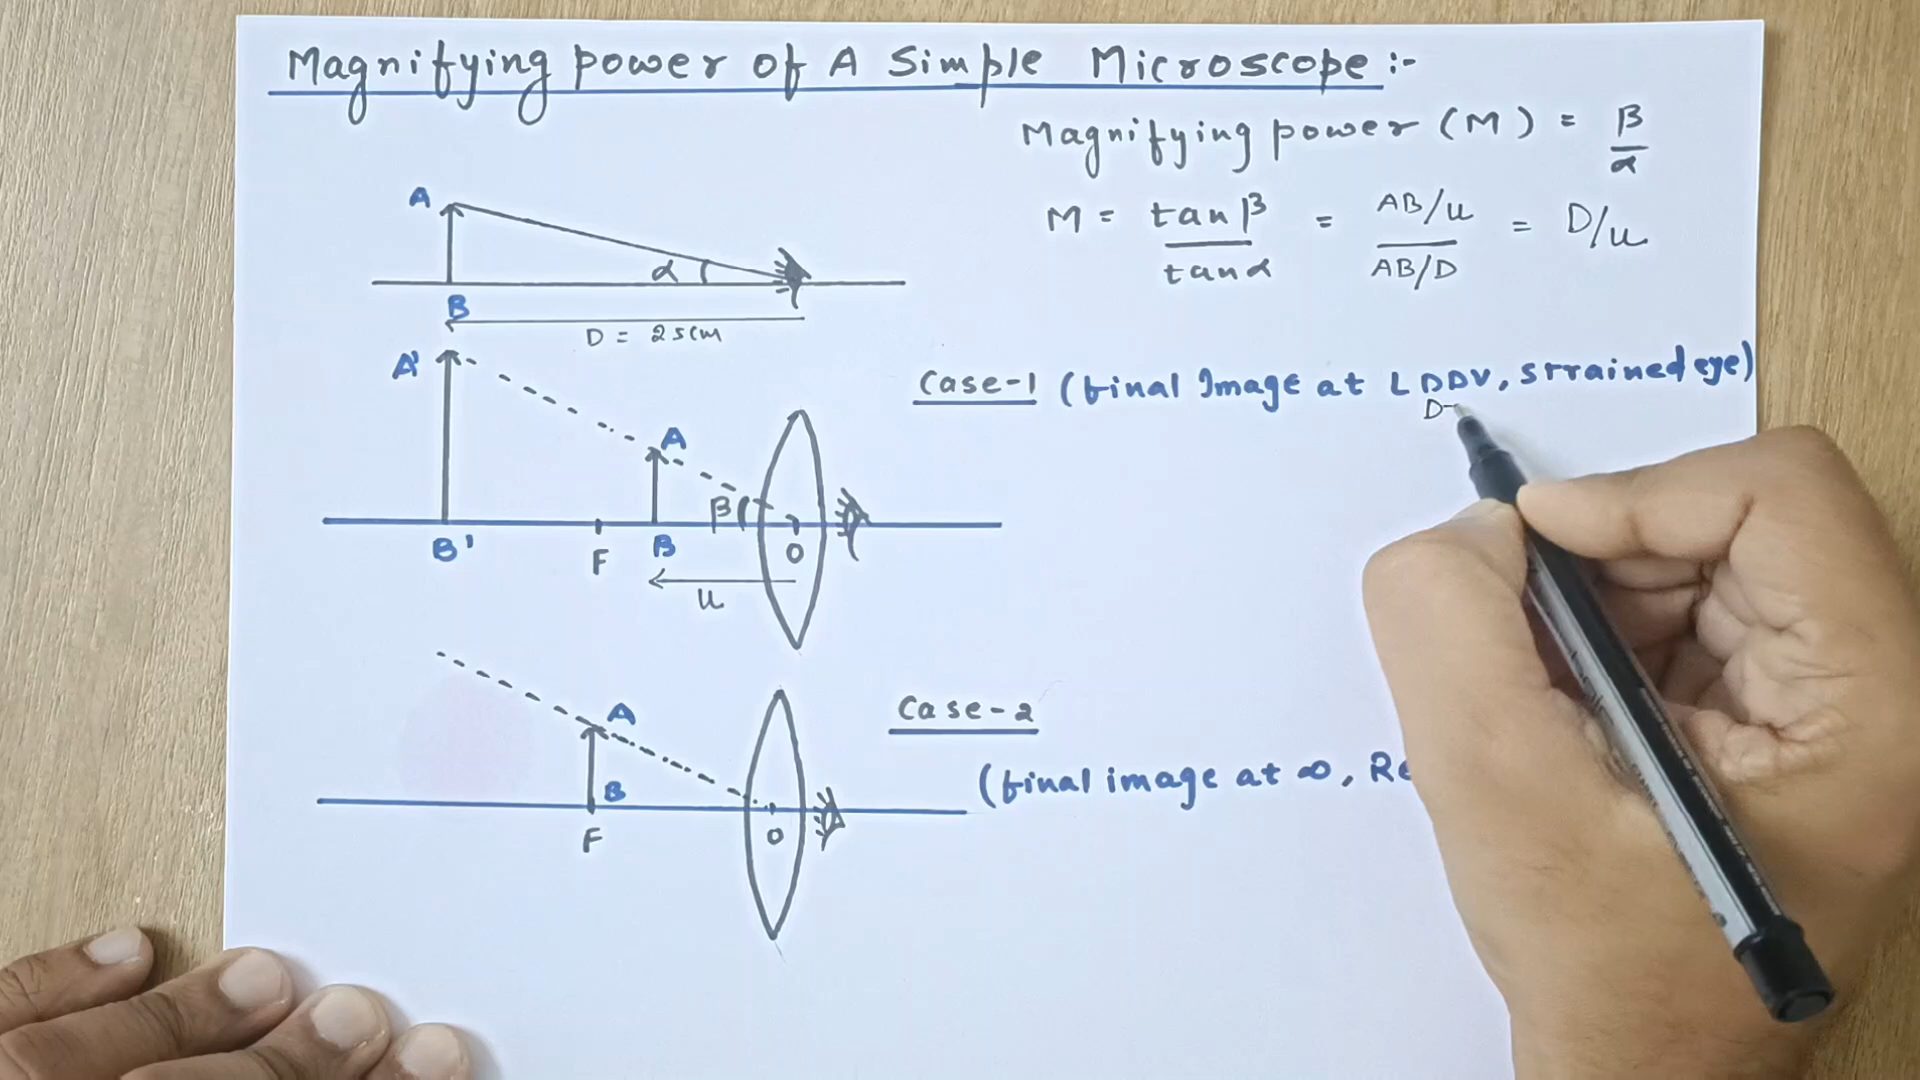 Magnifying power of A Simple Microscope :-
Magnifying power (M) = β/α
M = tanβ/tanα = AB/u / AB/D = D/u
A
α
B
D = 25cm
A'
A
β
B' F B O
u
Case-1 (final Image at LDDV, strained eye)
D
Case-2
(final image at ∞,
A
B
F O